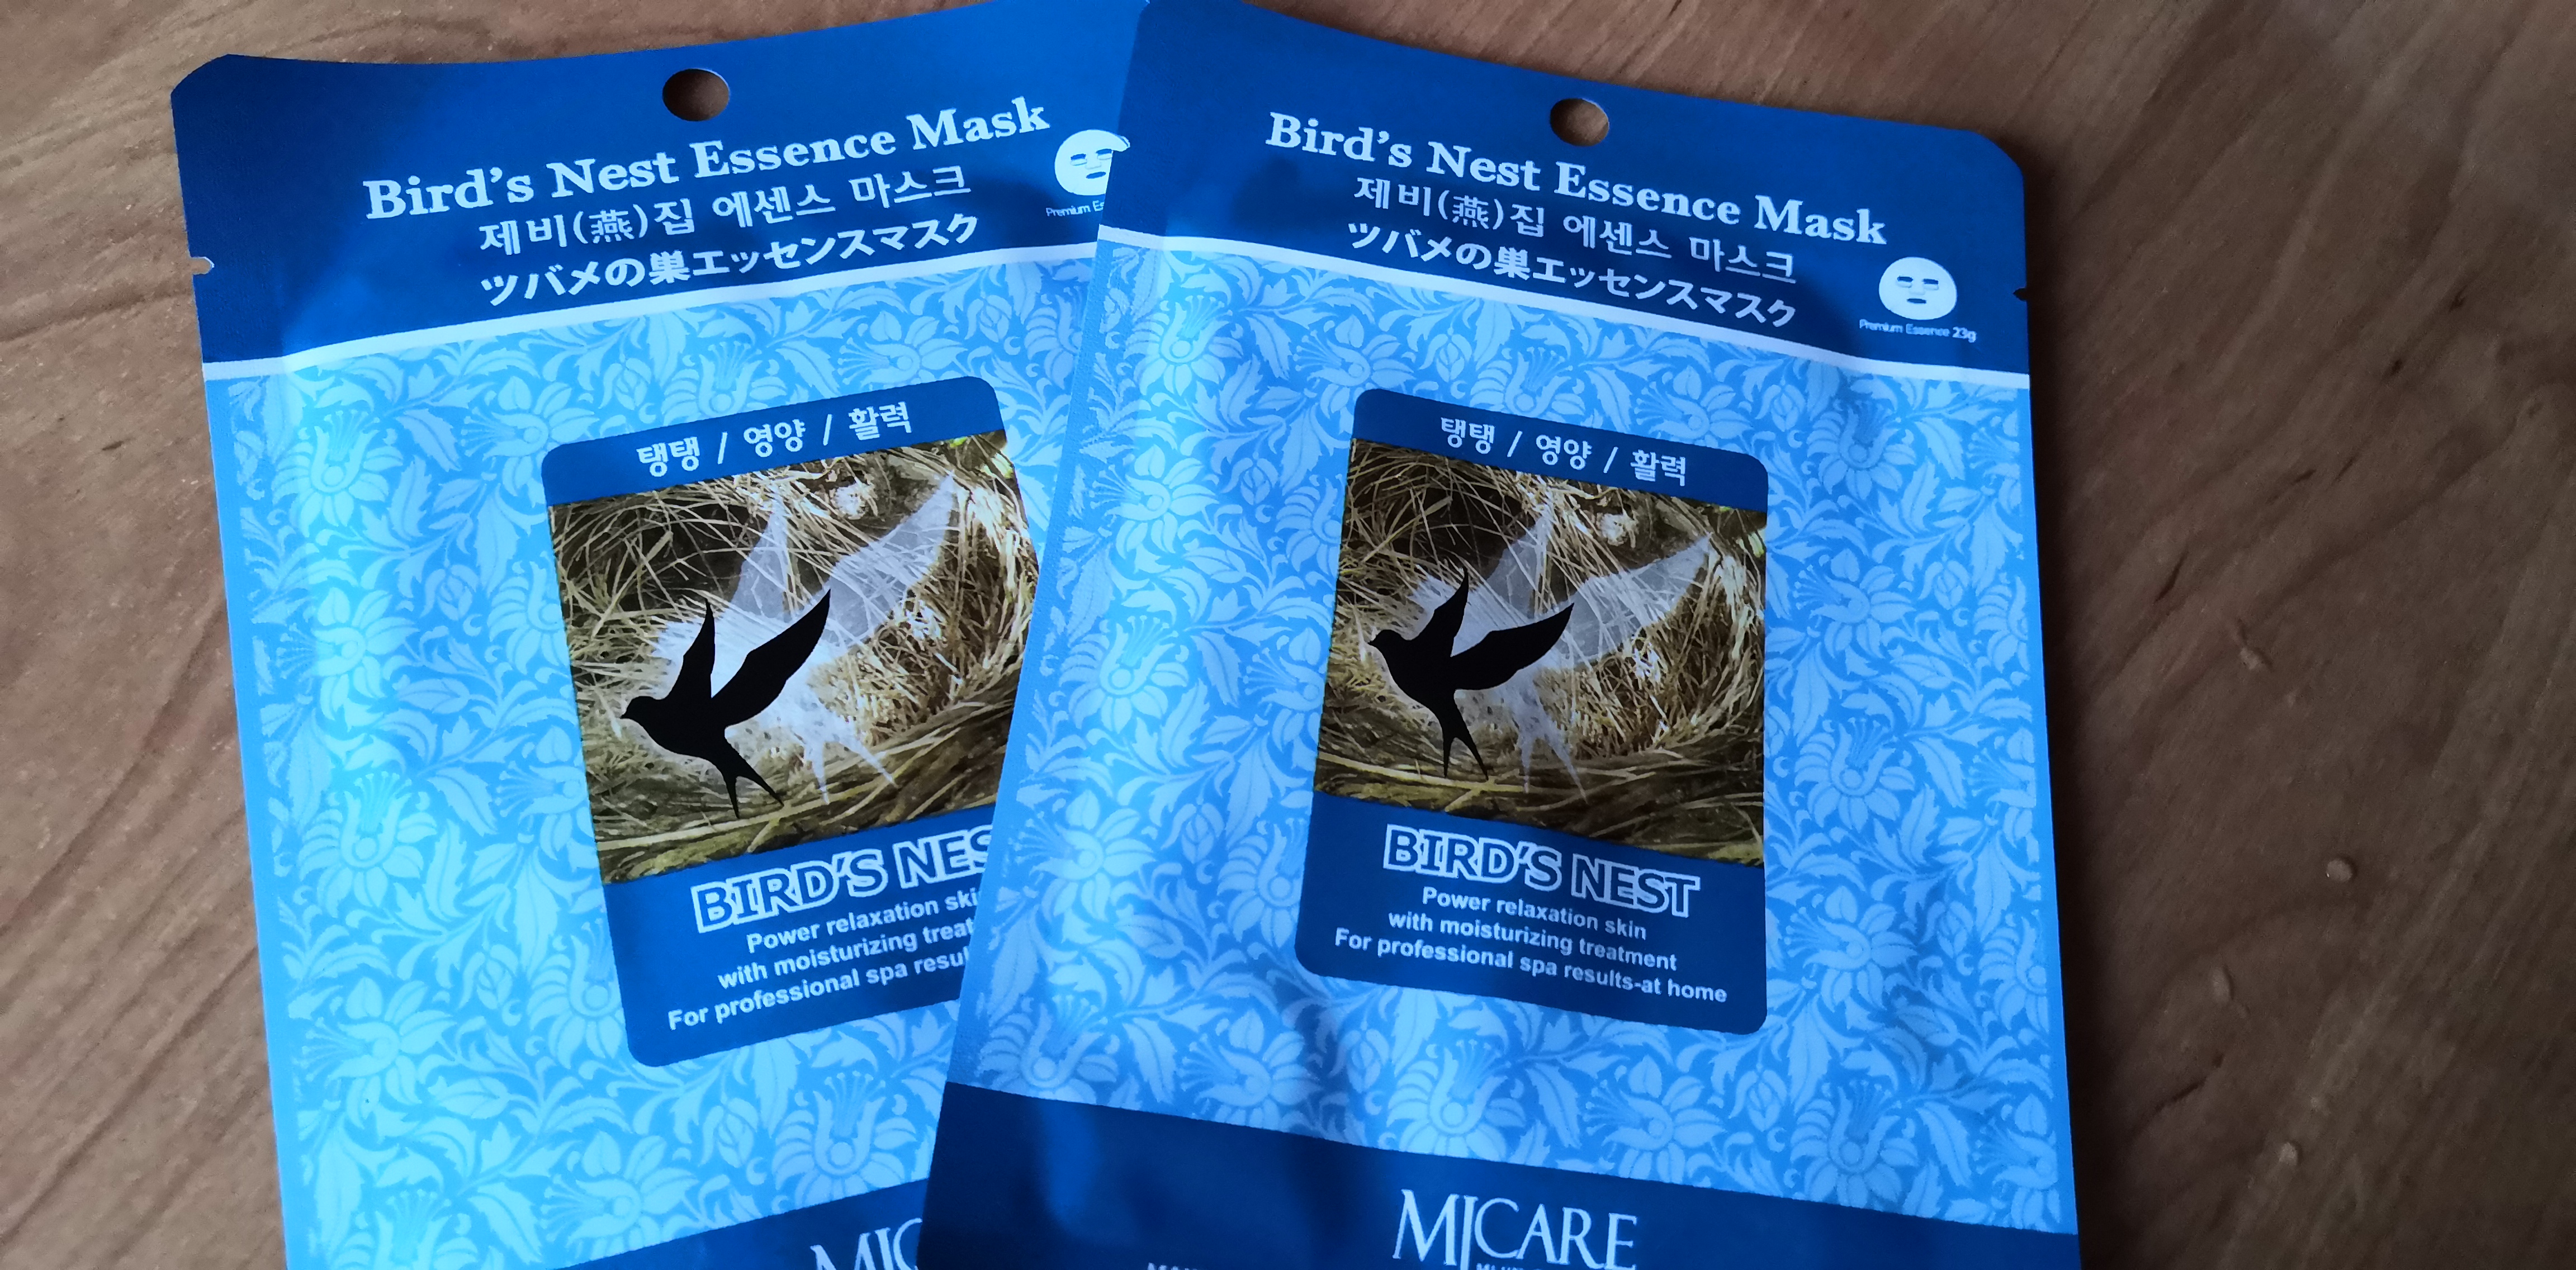 Bird's Nest Essence Mask
제비(燕)집 에센스 마스크
ツバメの巣エッセンスマスク
Premium
탱탱 / 영양 / 활력
BIRD'S
Power relaxation
with moisturizing
For professional spa
Bird's Nest Essence Mask
제비(燕)집 에센스 마스크
ツバメの巣エッセンスマスク
Premium Essence 23g
탱탱 / 영양 / 활력
BIRD'S NEST
Power relaxation skin
with moisturizing treatment
For professional spa results-at home
MJCARE